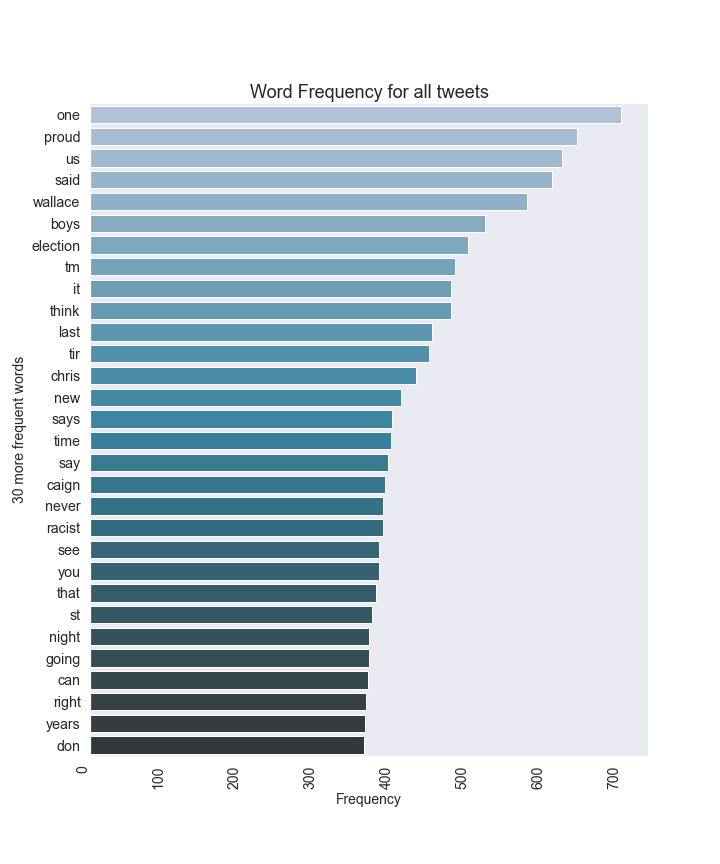 Word Frequency for all tweets
one
proud
us
said
wallace
boys
election
tm
it
think
last
tir
chris
new
says
time
say
caign
never
racist
see
you
that
st
night
going
can
right
years
don
30 more frequent words
0 100 200 300 400 500 600 700
Frequency